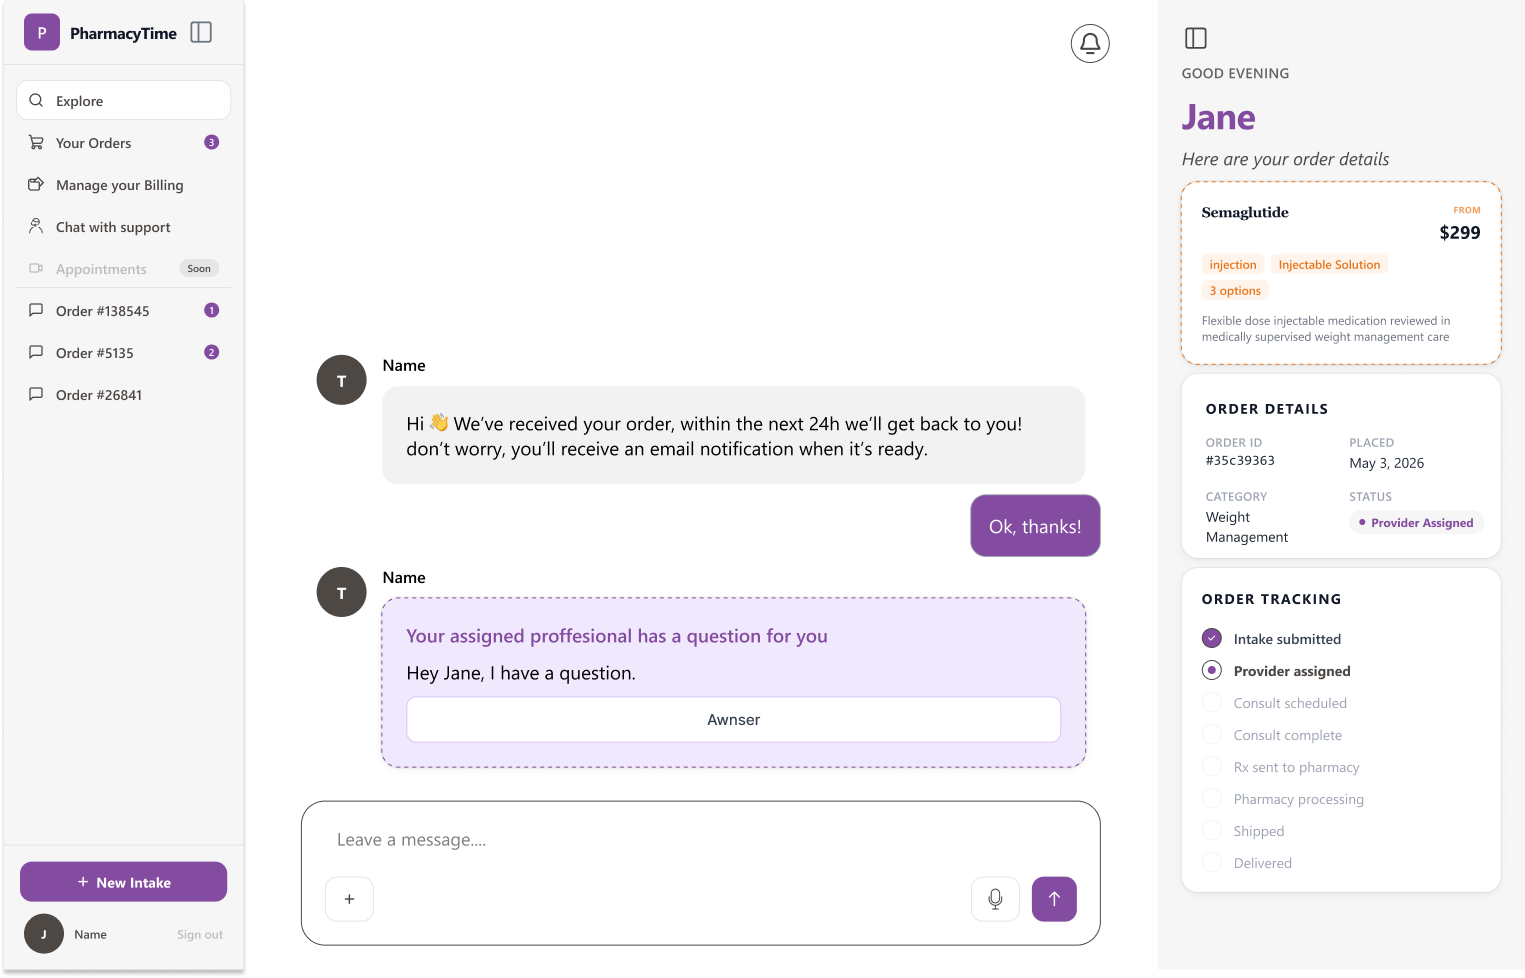 P PharmacyTime
Explore
Your Orders 3
Manage your Billing
Chat with support
Appointments Soon
Order #138545 1
Order #5135 2
Order #26841
+ New Intake
J Name Sign out
T Name
Hi 👋 We’ve received your order, within the next 24h we’ll get back to you!
don’t worry, you’ll receive an email notification when it’s ready.
Ok, thanks!
T Name
Your assigned proffesional has a question for you
Hey Jane, I have a question.
Awnser
Leave a message....
+
GOOD EVENING
Jane
Here are your order details
Semaglutide FROM
$299
injection Injectable Solution
3 options
Flexible dose injectable medication reviewed in
medically supervised weight management care
ORDER DETAILS
ORDER ID PLACED
#35c39363 May 3, 2026
CATEGORY STATUS
Weight Provider Assigned
Management
ORDER TRACKING
Intake submitted
Provider assigned
Consult scheduled
Consult complete
Rx sent to pharmacy
Pharmacy processing
Shipped
Delivered